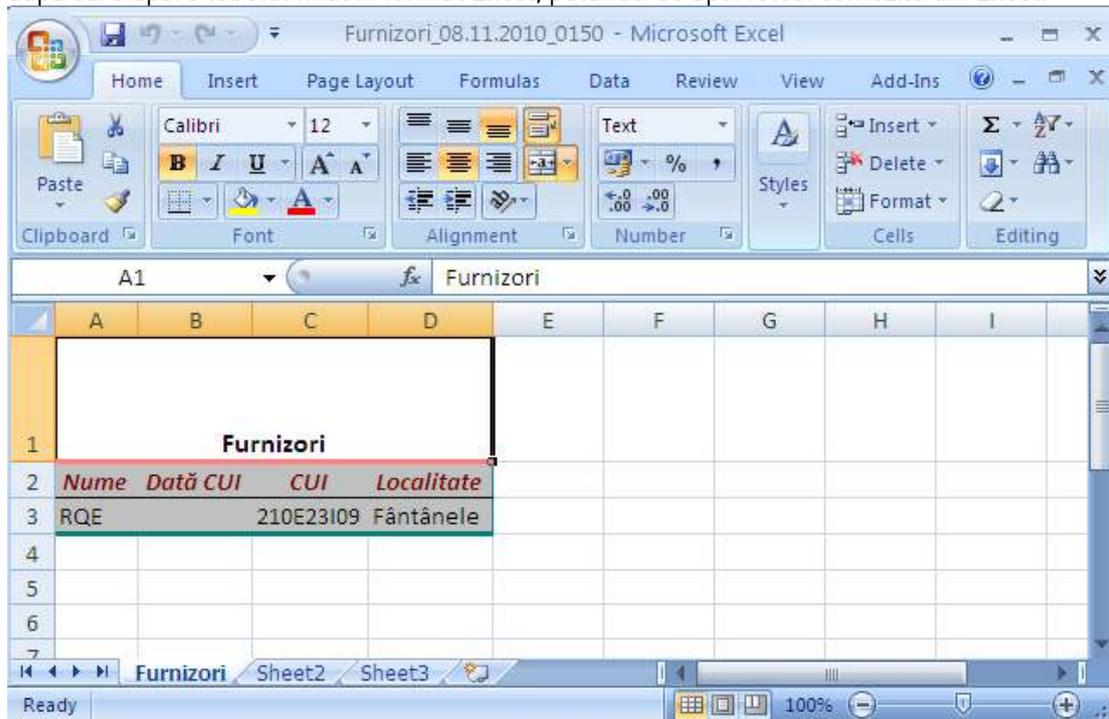 Furnizori_08.11.2010_0150 - Microsoft Excel
Home Insert Page Layout Formulas Data Review View Add-Ins
Calibri 12 Text Insert
B I U A A % , Delete
Paste Styles Format
Clipboard Font Alignment Number Cells Editing
A1 fx Furnizori
A B C D E F G H I
1 Furnizori
2 Nume Dată CUI CUI Localitate
3 RQE 210E23I09 Fântânele
4
5
6
7
Furnizori Sheet2 Sheet3
Ready 100%